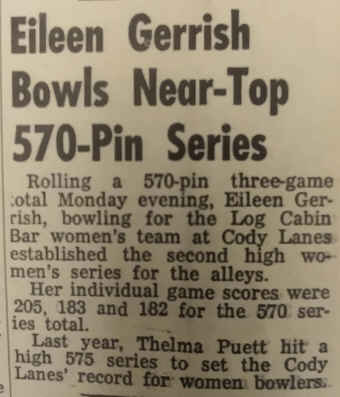 Eileen Gerrish
Bowls Near-Top
570-Pin Series
Rolling a 570-pin three-game
total Monday evening, Eileen Ger-
rish, bowling for the Log Cabin
Bar women's team at Cody Lanes
established the second high wo-
men's series for the alleys.
Her individual game scores were
205, 183 and 182 for the 570 ser-
ies total.
Last year, Thelma Puett hit a
high 575 series to set the Cody
Lanes' record for women bowlers.